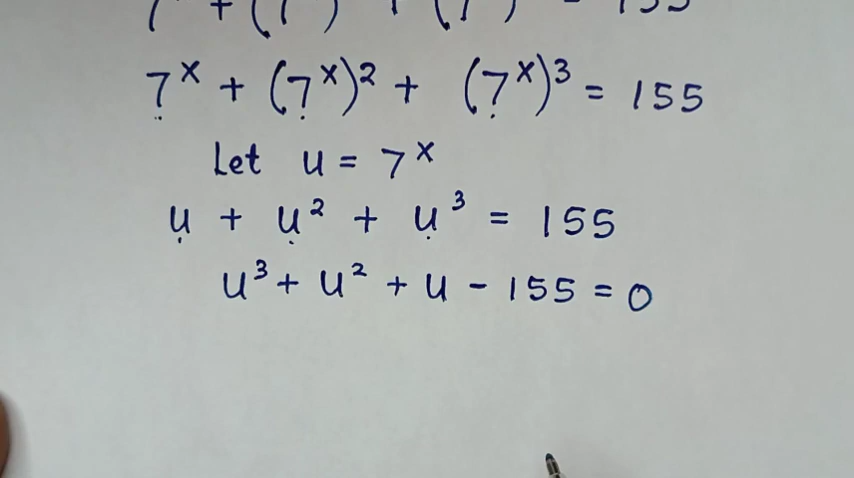 7^x + (7^x)^2 + (7^x)^3 = 155
Let u = 7^x
u + u^2 + u^3 = 155
u^3 + u^2 + u - 155 = 0